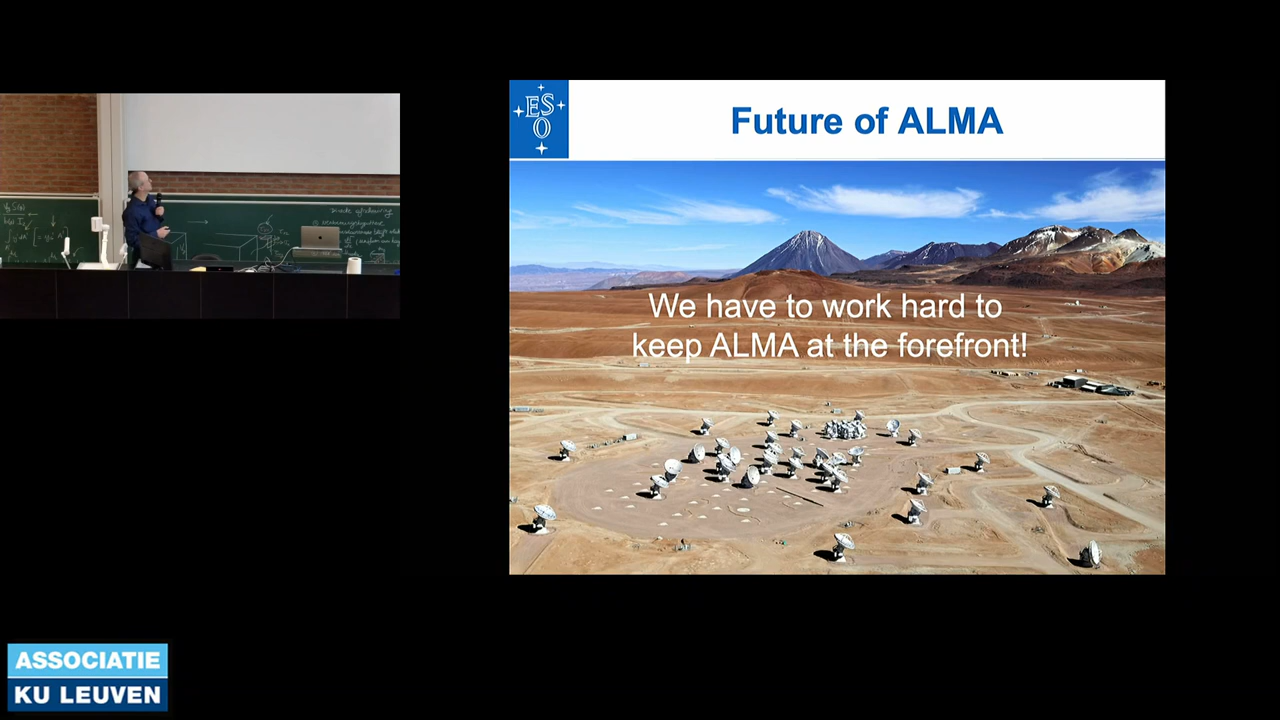 ESO
Future of ALMA
We have to work hard to
keep ALMA at the forefront!
ASSOCIATIE
KU LEUVEN